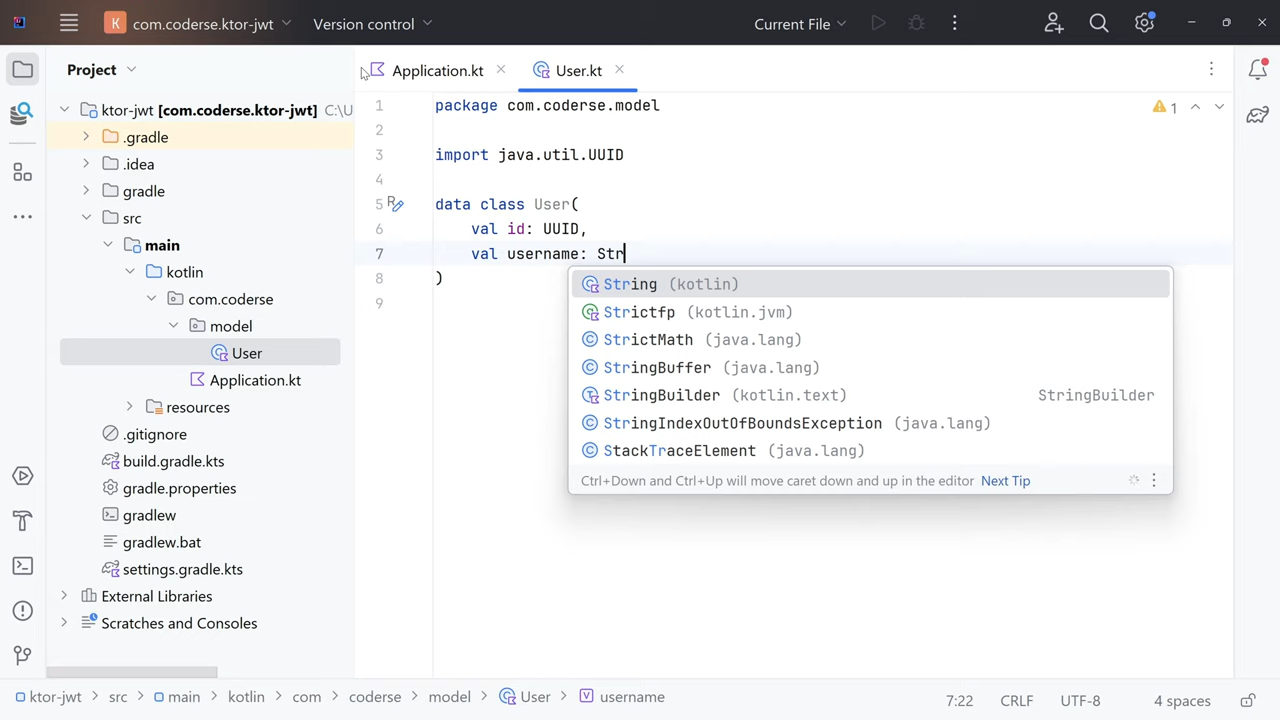 K com.coderse.ktor-jwt Version control Current File
Project
ktor-jwt [com.coderse.ktor-jwt] C:\U
.gradle
.idea
gradle
src
main
kotlin
com.coderse
model
User
Application.kt
resources
.gitignore
build.gradle.kts
gradle.properties
gradlew
gradlew.bat
settings.gradle.kts
External Libraries
Scratches and Consoles
Application.kt User.kt
1 package com.coderse.model
2
3 import java.util.UUID
4
5 data class User(
6 val id: UUID,
7 val username: Str
8 )
9
1
String (kotlin)
Strictfp (kotlin.jvm)
StrictMath (java.lang)
StringBuffer (java.lang)
StringBuilder (kotlin.text) StringBuilder
StringIndexOutOfBoundsException (java.lang)
StackTraceElement (java.lang)
Ctrl+Down and Ctrl+Up will move caret down and up in the editor Next Tip
ktor-jwt > src > main > kotlin > com > coderse > model > User > username 7:22 CRLF UTF-8 4 spaces